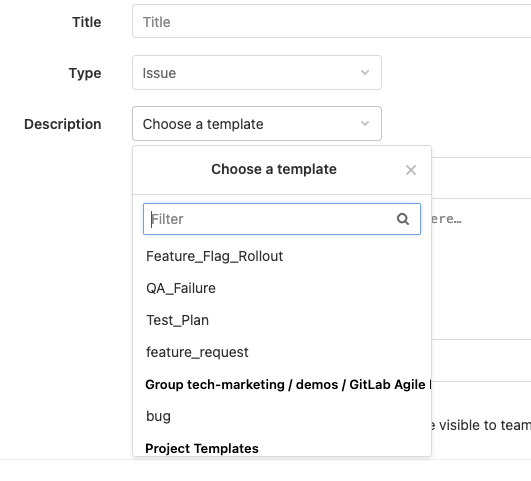 Title
Title
Type
Issue
Description
Choose a template
Choose a template
Filter
ere…
Feature_Flag_Rollout
QA_Failure
Test_Plan
feature_request
Group tech-marketing / demos / GitLab Agile
bug
e visible to team
Project Templates